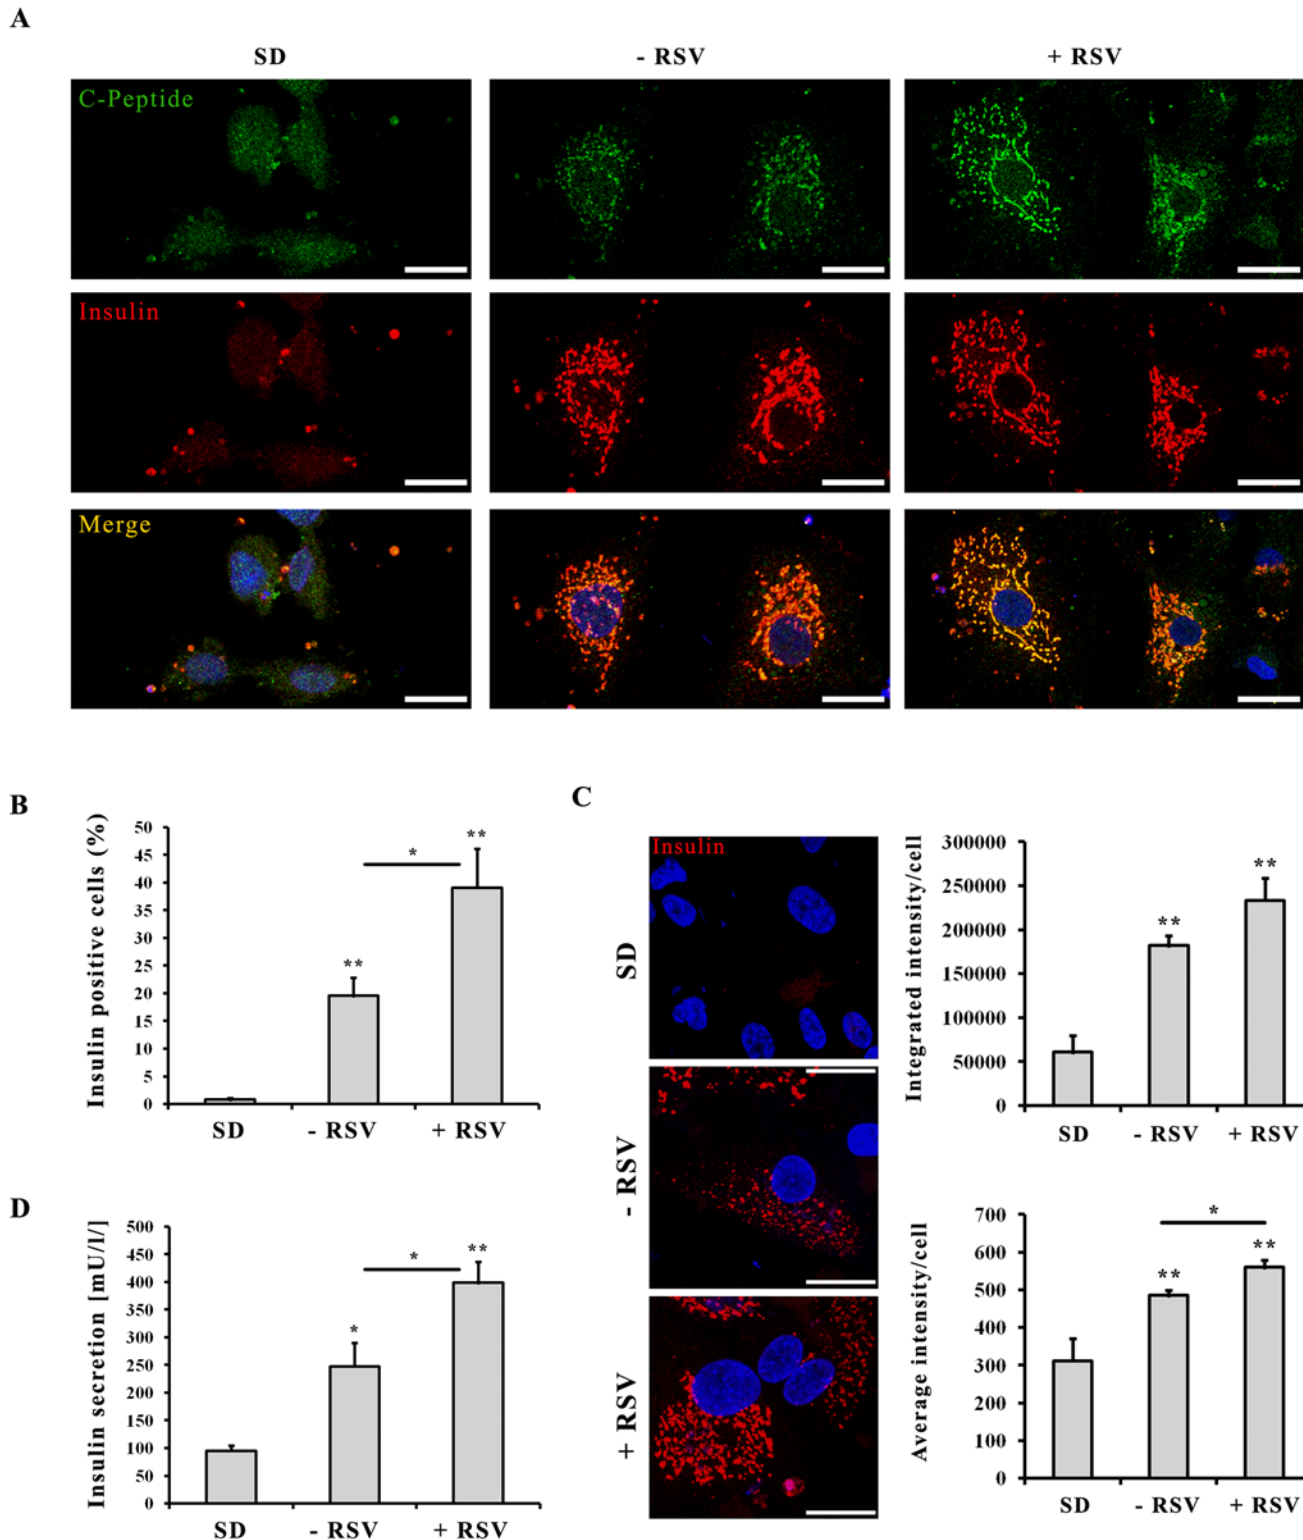 A
SD
- RSV
+ RSV
C-Peptide
Insulin
Merge
B
Insulin positive cells (%)
50
45
40
35
30
25
20
15
10
5
0
**
*
**
SD
- RSV
+ RSV
C
Insulin
SD
- RSV
+ RSV
Integrated intensity/cell
300000
250000
200000
150000
100000
50000
0
**
**
SD
- RSV
+ RSV
Average intensity/cell
700
600
500
400
300
200
100
0
**
*
**
SD
- RSV
+ RSV
D
Insulin secretion [mU/l/]
500
450
400
350
300
250
200
150
100
50
0
*
*
**
SD
- RSV
+ RSV